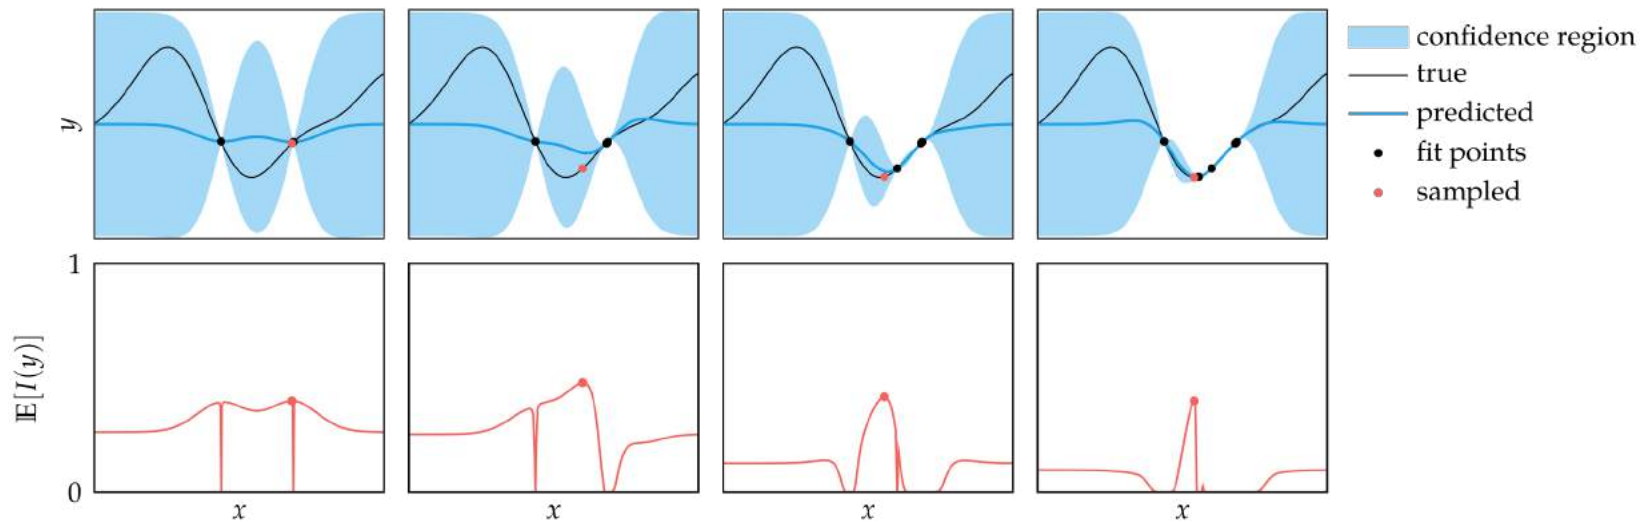 y
confidence region
true
predicted
fit points
sampled
1
𝔼[I(y)]
0
x
x
x
x